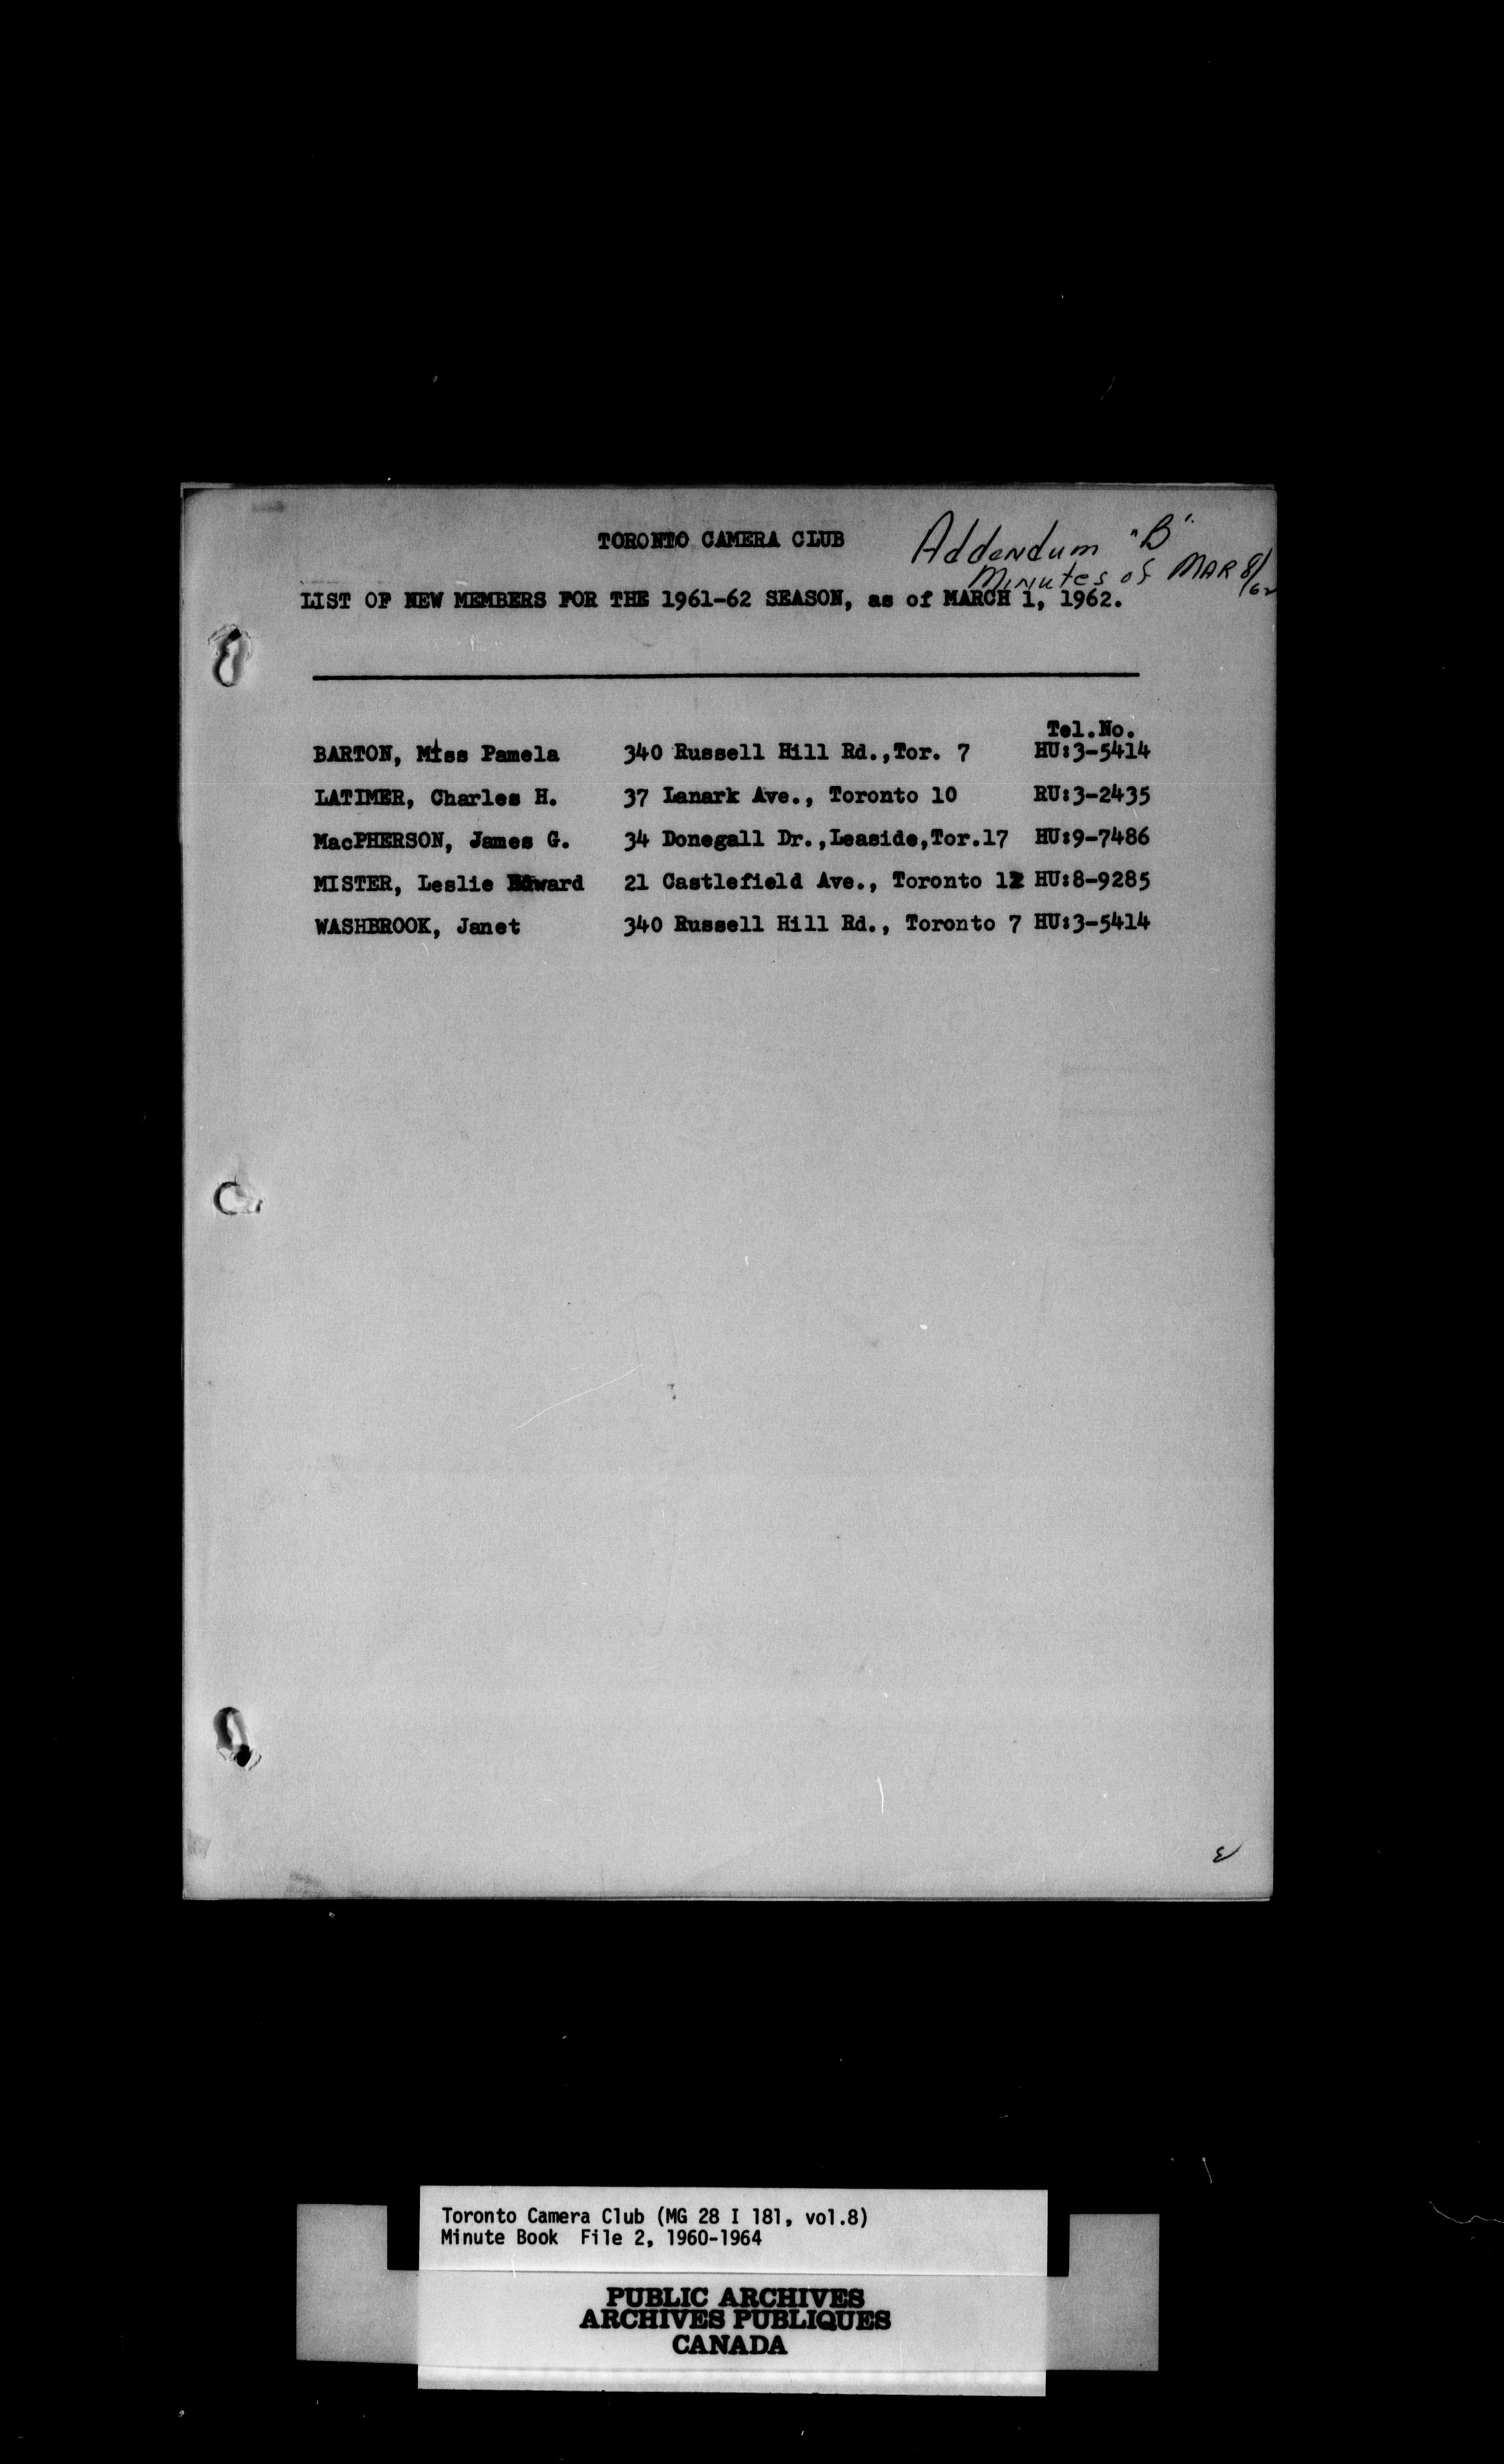 TORONTO CAMERA CLUB
Addendum "B"
Minutes of MAR 8/62
LIST OF NEW MEMBERS FOR THE 1961-62 SEASON, as of MARCH 1, 1962.
Tel.No.
BARTON, Miss Pamela 340 Russell Hill Rd.,Tor. 7 HU:3-5414
LATIMER, Charles H. 37 Lanark Ave., Toronto 10 RU:3-2435
MacPHERSON, James G. 34 Donegall Dr.,Leaside,Tor.17 HU:9-7486
MISTER, Leslie Edward 21 Castlefield Ave., Toronto 12 HU:8-9285
WASHBROOK, Janet 340 Russell Hill Rd., Toronto 7 HU:3-5414
Toronto Camera Club (MG 28 I 181, vol.8)
Minute Book File 2, 1960-1964
PUBLIC ARCHIVES
ARCHIVES PUBLIQUES
CANADA